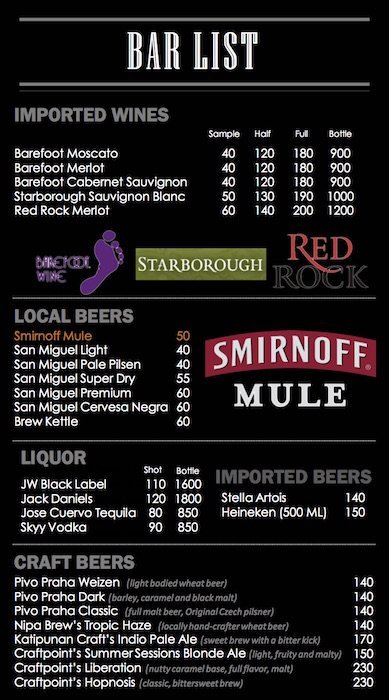 BAR LIST
IMPORTED WINES
Sample Half Full Bottle
Barefoot Moscato 40 120 180 900
Barefoot Merlot 40 120 180 900
Barefoot Cabernet Sauvignon 40 120 180 900
Starborough Sauvignon Blanc 50 130 190 1000
Red Rock Merlot 60 140 200 1200
BAREFOOT WINE
STARBOROUGH
RED ROCK
LOCAL BEERS
Smirnoff Mule 50
San Miguel Light 40
San Miguel Pale Pilsen 40
San Miguel Super Dry 55
San Miguel Premium 60
San Miguel Cervesa Negra 60
Brew Kettle 60
SMIRNOFF
MULE
LIQUOR
Shot Bottle
JW Black Label 110 1600
Jack Daniels 120 1800
Jose Cuervo Tequila 80 850
Skyy Vodka 90 850
IMPORTED BEERS
Stella Artois 140
Heineken (500 ML) 150
CRAFT BEERS
Pivo Praha Weizen (light bodied wheat beer) 140
Pivo Praha Dark (barley, caramel and black malt) 140
Pivo Praha Classic (full malt beer, Original Czech pilsner) 140
Nipa Brew's Tropic Haze (locally hand-crafter wheat beer) 140
Katipunan Craft's Indio Pale Ale (sweet brew with a bitter kick) 170
Craftpoint's Summer Sessions Blonde Ale (light, fruity and malty) 150
Craftpoint's Liberation (nutty caramel base, full flavor, malt) 230
Craftpoint's Hopnosis (classic, bittersweet brew) 230